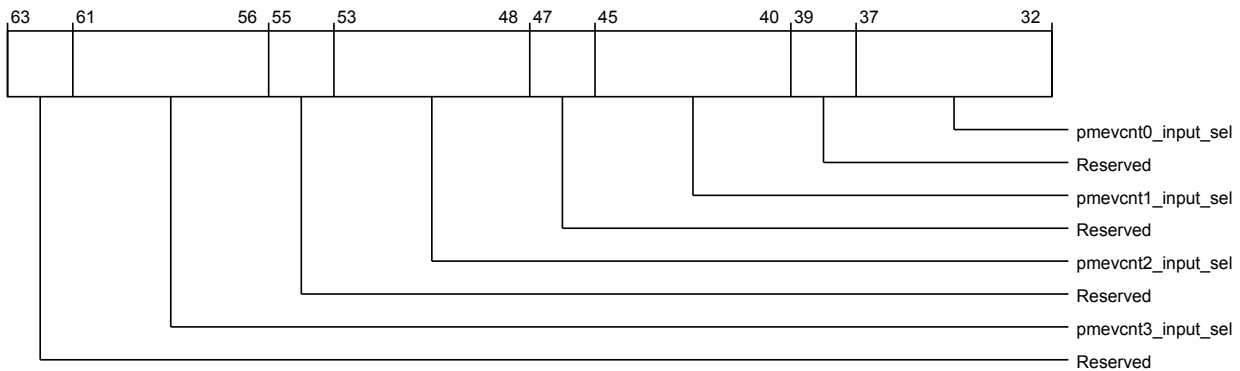 63 61 56 55 53 48 47 45 40 39 37 32
pmevcnt0_input_sel
Reserved
pmevcnt1_input_sel
Reserved
pmevcnt2_input_sel
Reserved
pmevcnt3_input_sel
Reserved